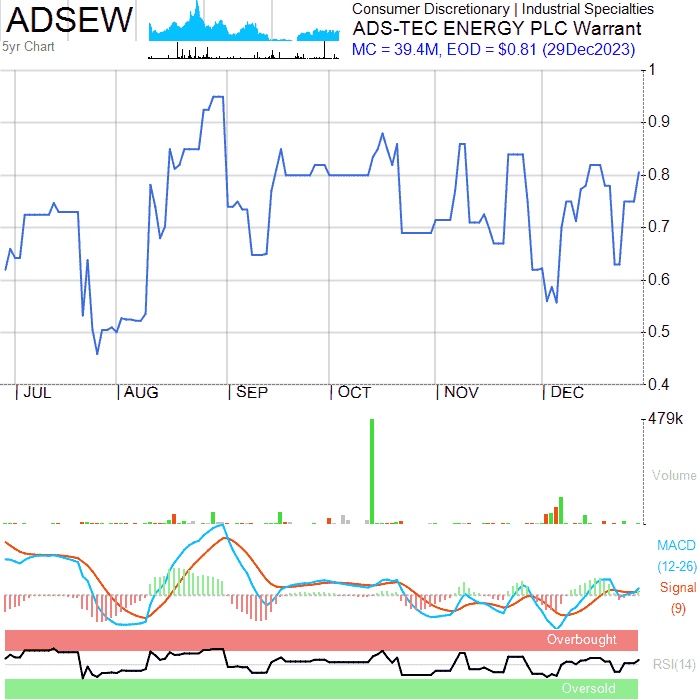 ADSEW
5yr Chart
Consumer Discretionary | Industrial Specialties
ADS-TEC ENERGY PLC Warrant
MC = 39.4M, EOD = $0.81 (29Dec2023)
1
0.9
0.8
0.7
0.6
0.5
0.4
JUL AUG SEP OCT NOV DEC
479k
Volume
MACD
(12-26)
Signal
(9)
Overbought
RSI(14)
Oversold